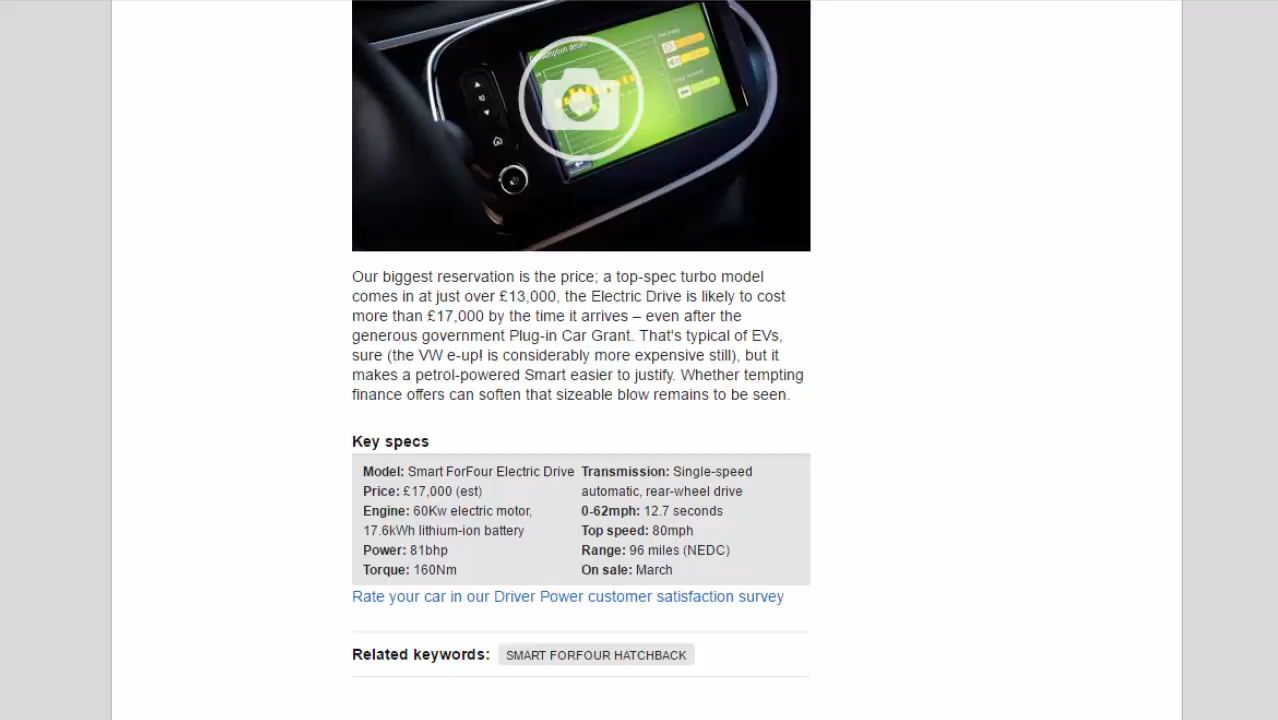 Consumption details
Our biggest reservation is the price; a top-spec turbo model
comes in at just over £13,000, the Electric Drive is likely to cost
more than £17,000 by the time it arrives – even after the
generous government Plug-in Car Grant. That's typical of EVs,
sure (the VW e-up! is considerably more expensive still), but it
makes a petrol-powered Smart easier to justify. Whether tempting
finance offers can soften that sizeable blow remains to be seen.
Key specs
Model: Smart ForFour Electric Drive
Price: £17,000 (est)
Engine: 60Kw electric motor,
17.6kWh lithium-ion battery
Power: 81bhp
Torque: 160Nm
Transmission: Single-speed
automatic, rear-wheel drive
0-62mph: 12.7 seconds
Top speed: 80mph
Range: 96 miles (NEDC)
On sale: March
Rate your car in our Driver Power customer satisfaction survey
Related keywords: SMART FORFOUR HATCHBACK